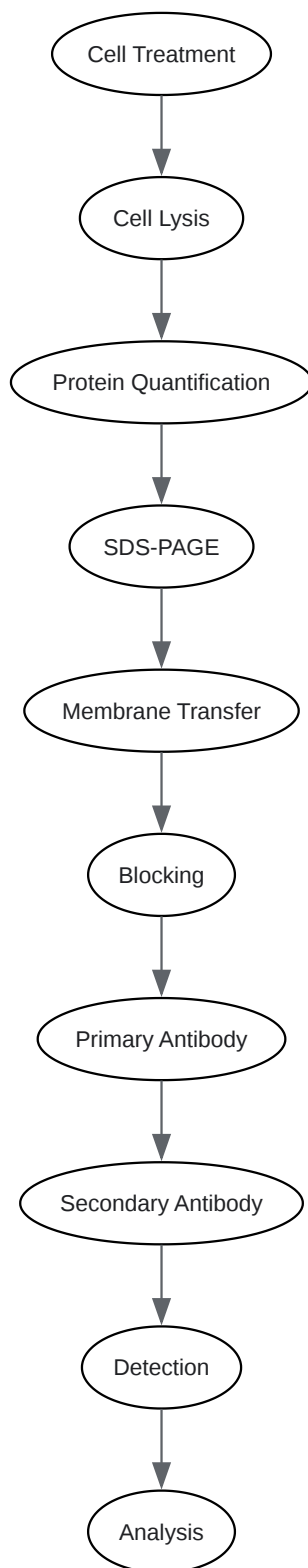 Cell Treatment
Cell Lysis
Protein Quantification
SDS-PAGE
Membrane Transfer
Blocking
Primary Antibody
Secondary Antibody
Detection
Analysis